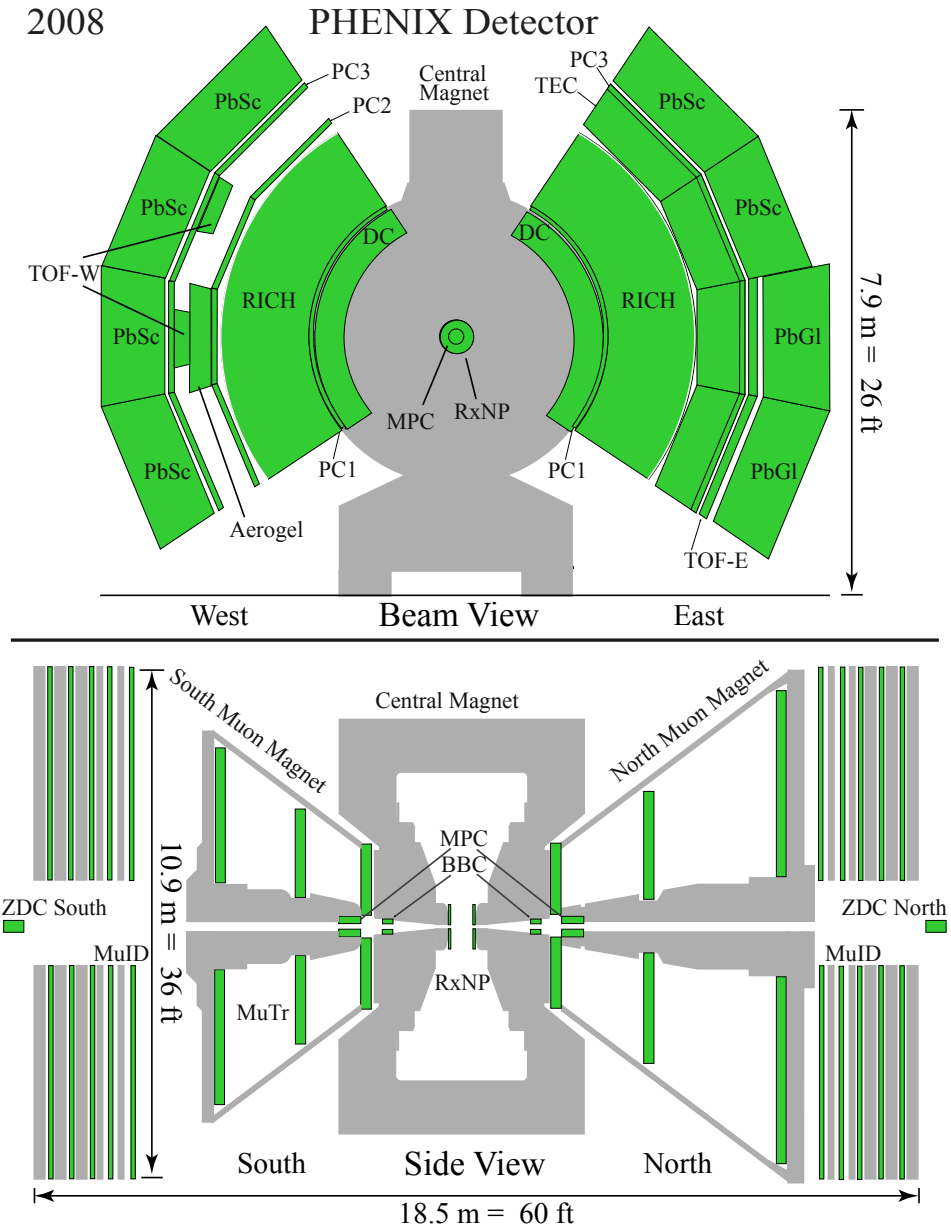 2008
PHENIX Detector
PC3
PC2
Central
Magnet
TEC
PC3
PbSc
PbSc
PbSc
PbSc
TOF-W
DC
DC
RICH
RICH
PbSc
PbGl
MPC
RxNP
PC1
PC1
PbSc
PbGl
Aerogel
TOF-E
7.9 m = 26 ft
West
Beam View
East
South Muon Magnet
Central Magnet
North Muon Magnet
MPC
BBC
ZDC South
ZDC North
MuID
MuID
10.9 m = 36 ft
RxNP
MuTr
South
Side View
North
18.5 m = 60 ft